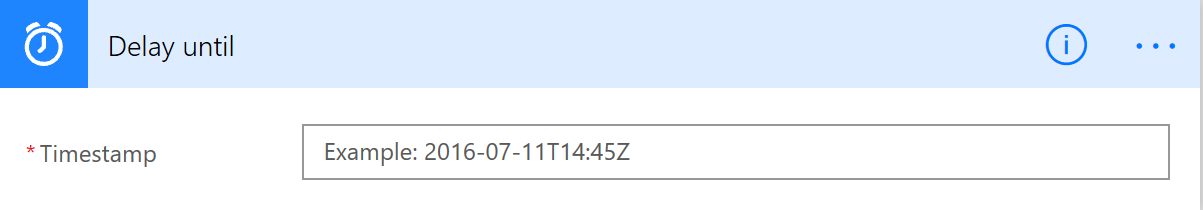 Delay until
* Timestamp
Example: 2016-07-11T14:45Z